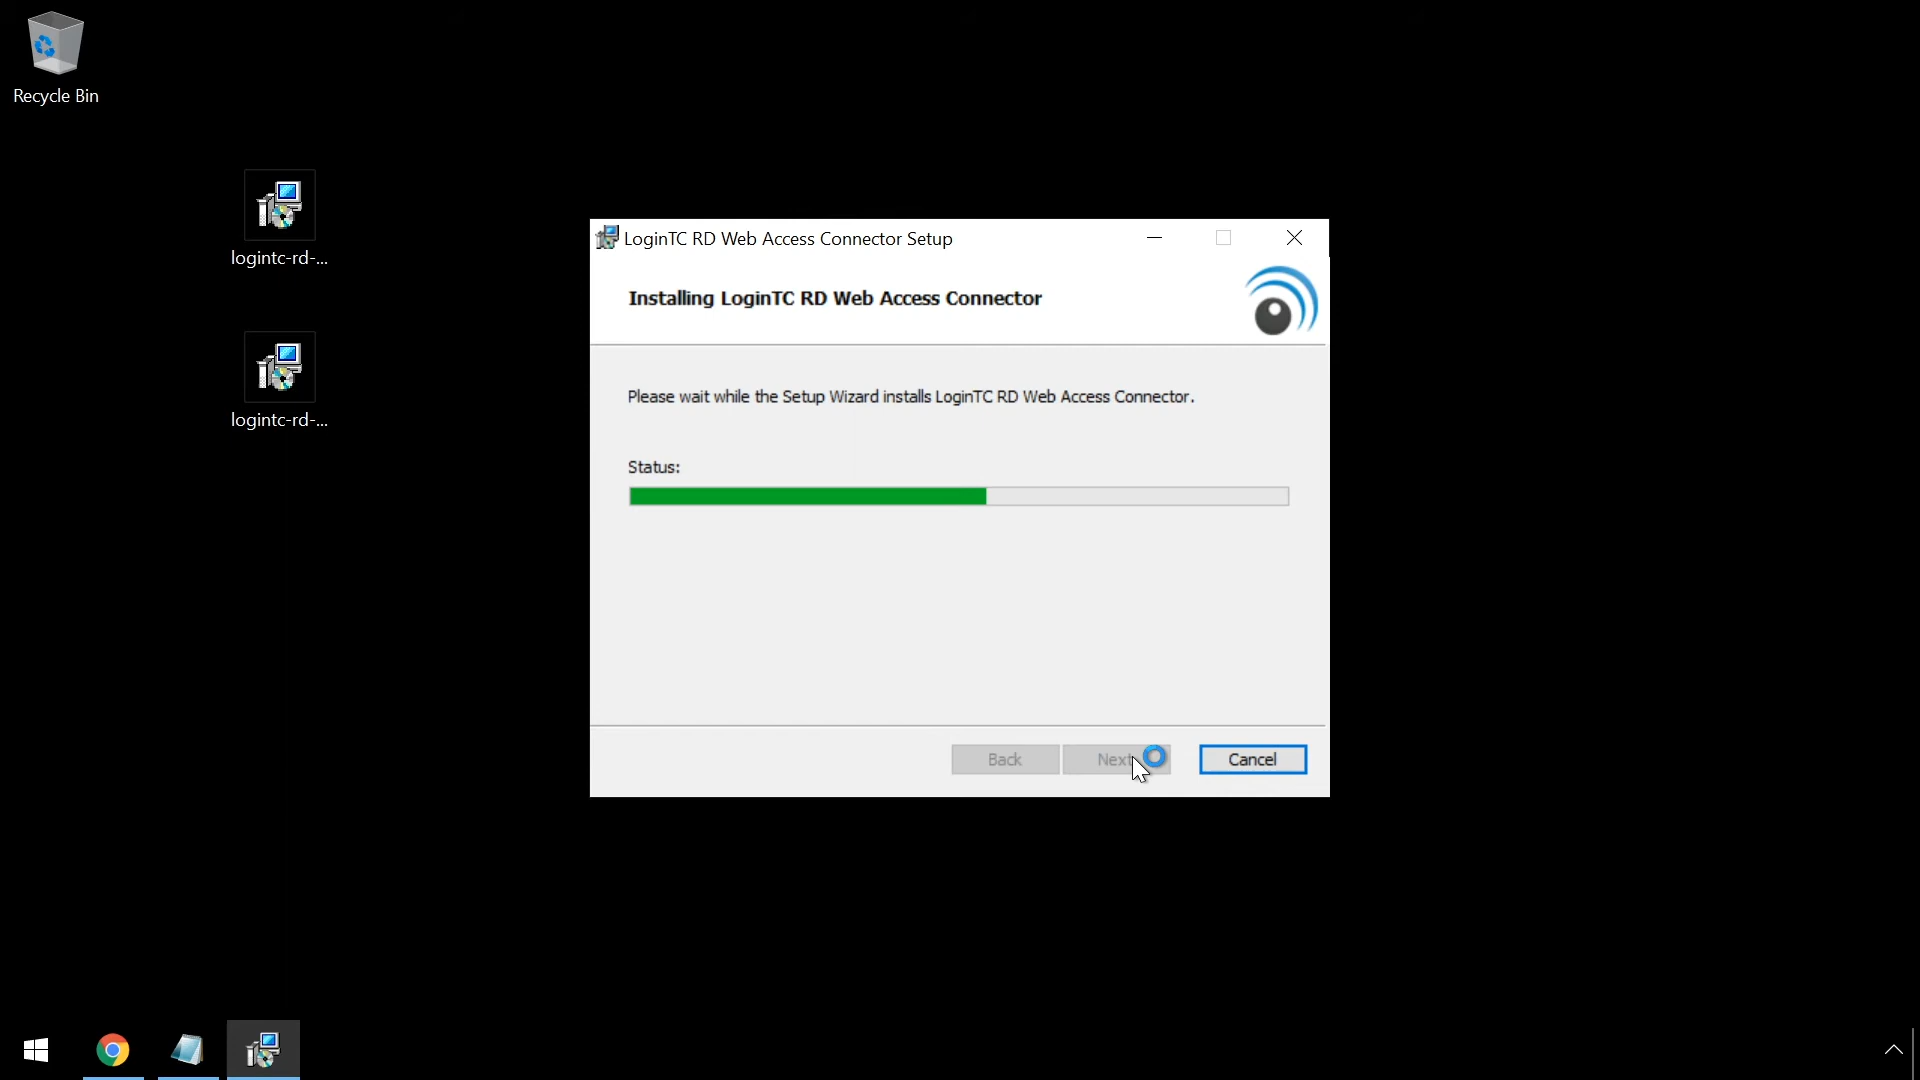 Recycle Bin
logintc-rd-...
logintc-rd-...
LoginTC RD Web Access Connector Setup
Installing LoginTC RD Web Access Connector
Please wait while the Setup Wizard installs LoginTC RD Web Access Connector.
Status:
Back
Next
Cancel